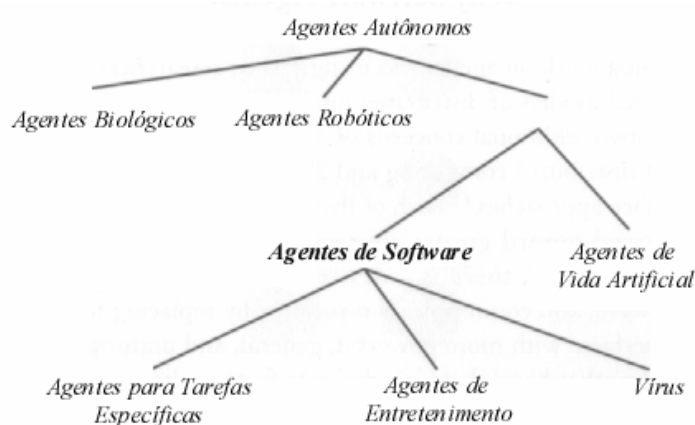 Agentes Autônomos
Agentes Biológicos
Agentes Robóticos
Agentes de Software
Agentes de
Vida Artificial
Agentes para Tarefas
Específicas
Agentes de
Entretenimento
Vírus